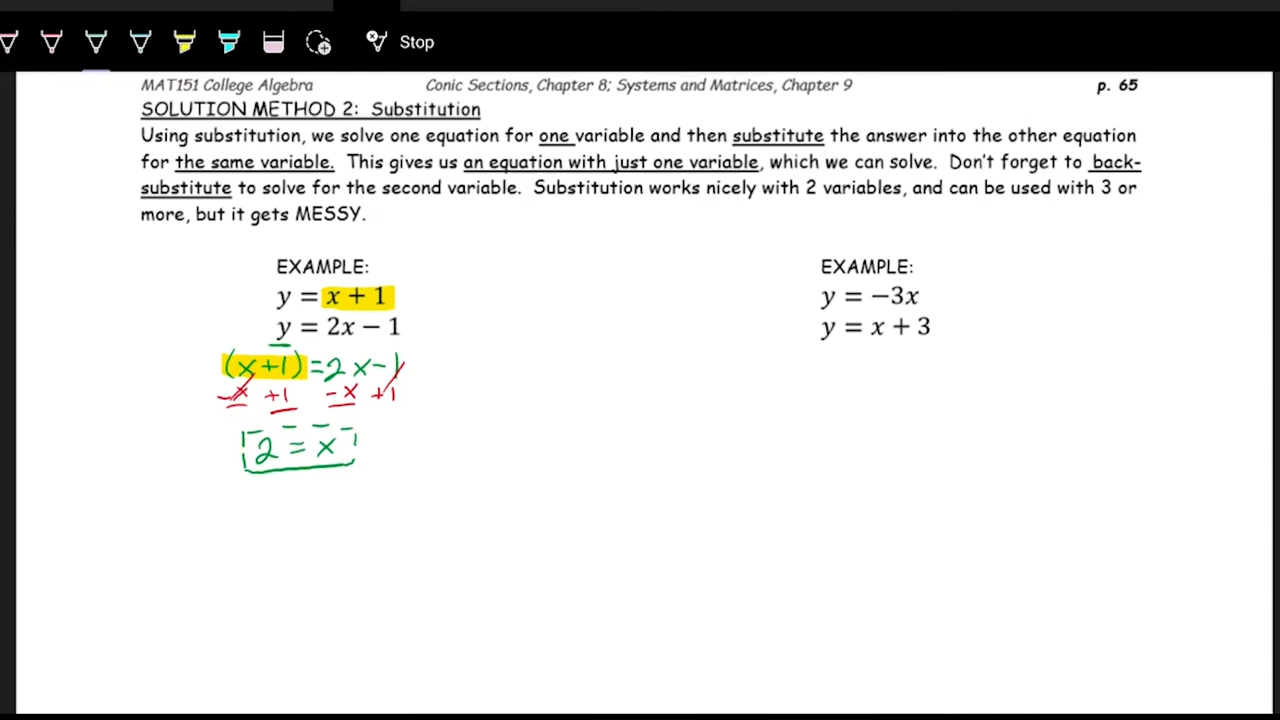 Stop
MAT151 College Algebra Conic Sections, Chapter 8; Systems and Matrices, Chapter 9 p. 65
SOLUTION METHOD 2: Substitution
Using substitution, we solve one equation for one variable and then substitute the answer into the other equation
for the same variable. This gives us an equation with just one variable, which we can solve. Don't forget to back-
substitute to solve for the second variable. Substitution works nicely with 2 variables, and can be used with 3 or
more, but it gets MESSY.
EXAMPLE:
y = x + 1
y = 2x − 1
(x+1) = 2x-1
-x +1 -x +1
2 = x
EXAMPLE:
y = −3x
y = x + 3